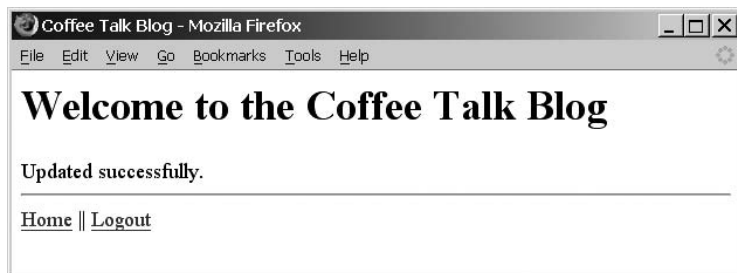 Coffee Talk Blog - Mozilla Firefox
File Edit View Go Bookmarks Tools Help
Welcome to the Coffee Talk Blog
Updated successfully.
Home || Logout